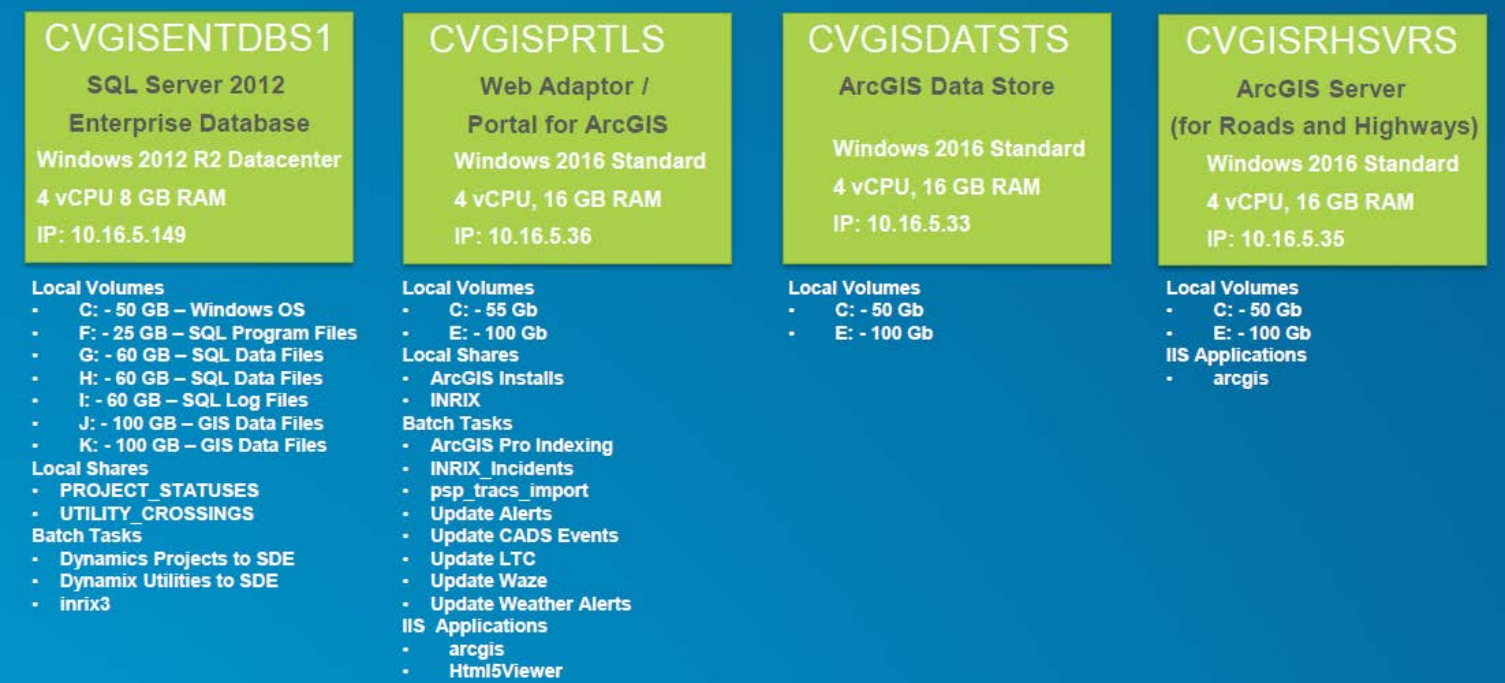 CVGISENTDBS1
SQL Server 2012
Enterprise Database
Windows 2012 R2 Datacenter
4 vCPU 8 GB RAM
IP: 10.16.5.149
Local Volumes
• C: - 50 GB – Windows OS
• F: - 25 GB – SQL Program Files
• G: - 60 GB – SQL Data Files
• H: - 60 GB – SQL Data Files
• I: - 60 GB – SQL Log Files
• J: - 100 GB – GIS Data Files
• K: - 100 GB – GIS Data Files
Local Shares
• PROJECT_STATUSES
• UTILITY_CROSSINGS
Batch Tasks
• Dynamics Projects to SDE
• Dynamix Utilities to SDE
• inrix3
CVGISPRTLS
Web Adaptor /
Portal for ArcGIS
Windows 2016 Standard
4 vCPU, 16 GB RAM
IP: 10.16.5.36
Local Volumes
• C: - 55 Gb
• E: - 100 Gb
Local Shares
• ArcGIS Installs
• INRIX
Batch Tasks
• ArcGIS Pro Indexing
• INRIX_Incidents
• psp_tracs_import
• Update Alerts
• Update CADS Events
• Update LTC
• Update Waze
• Update Weather Alerts
IIS Applications
• arcgis
• Html5Viewer
CVGISDATSTS
ArcGIS Data Store
Windows 2016 Standard
4 vCPU, 16 GB RAM
IP: 10.16.5.33
Local Volumes
• C: - 50 Gb
• E: - 100 Gb
CVGISRHSVRS
ArcGIS Server
(for Roads and Highways)
Windows 2016 Standard
4 vCPU, 16 GB RAM
IP: 10.16.5.35
Local Volumes
• C: - 50 Gb
• E: - 100 Gb
IIS Applications
• arcgis